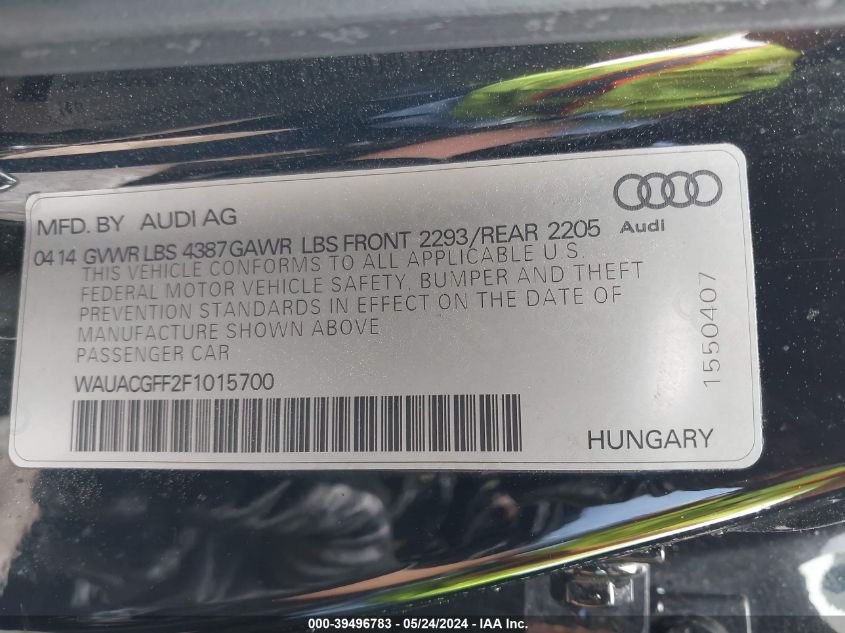 MFD. BY AUDI AG
Audi
04 14 GVWR LBS 4387 GAWR LBS FRONT 2293/REAR 2205
THIS VEHICLE CONFORMS TO ALL APPLICABLE U.S.
FEDERAL MOTOR VEHICLE SAFETY, BUMPER AND THEFT
PREVENTION STANDARDS IN EFFECT ON THE DATE OF
MANUFACTURE SHOWN ABOVE
PASSENGER CAR
WAUACGFF2F1015700
HUNGARY
1550407
000-39496783 - 05/24/2024 - IAA Inc.